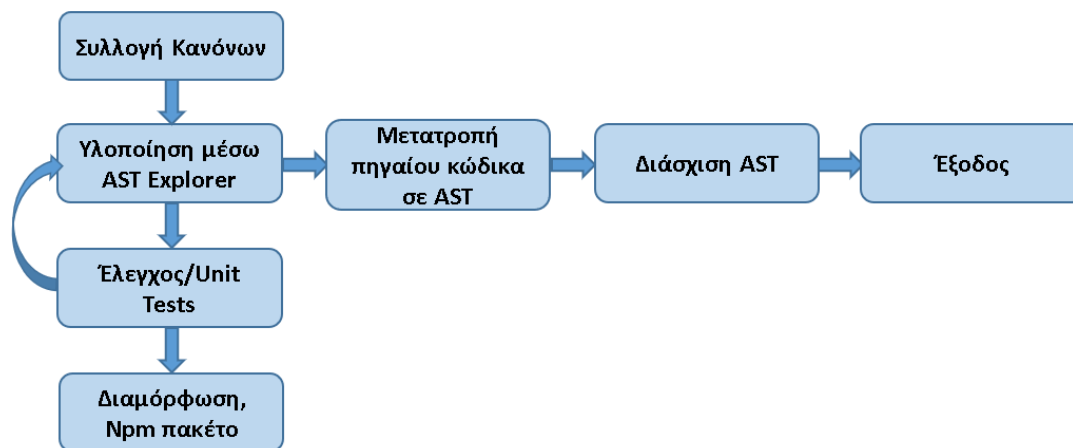 Συλλογή Κανόνων
Υλοποίηση μέσω
AST Explorer
Μετατροπή
πηγαίου κώδικα
σε AST
Διάσχιση AST
Έξοδος
Έλεγχος/Unit
Tests
Διαμόρφωση,
Npm πακέτο